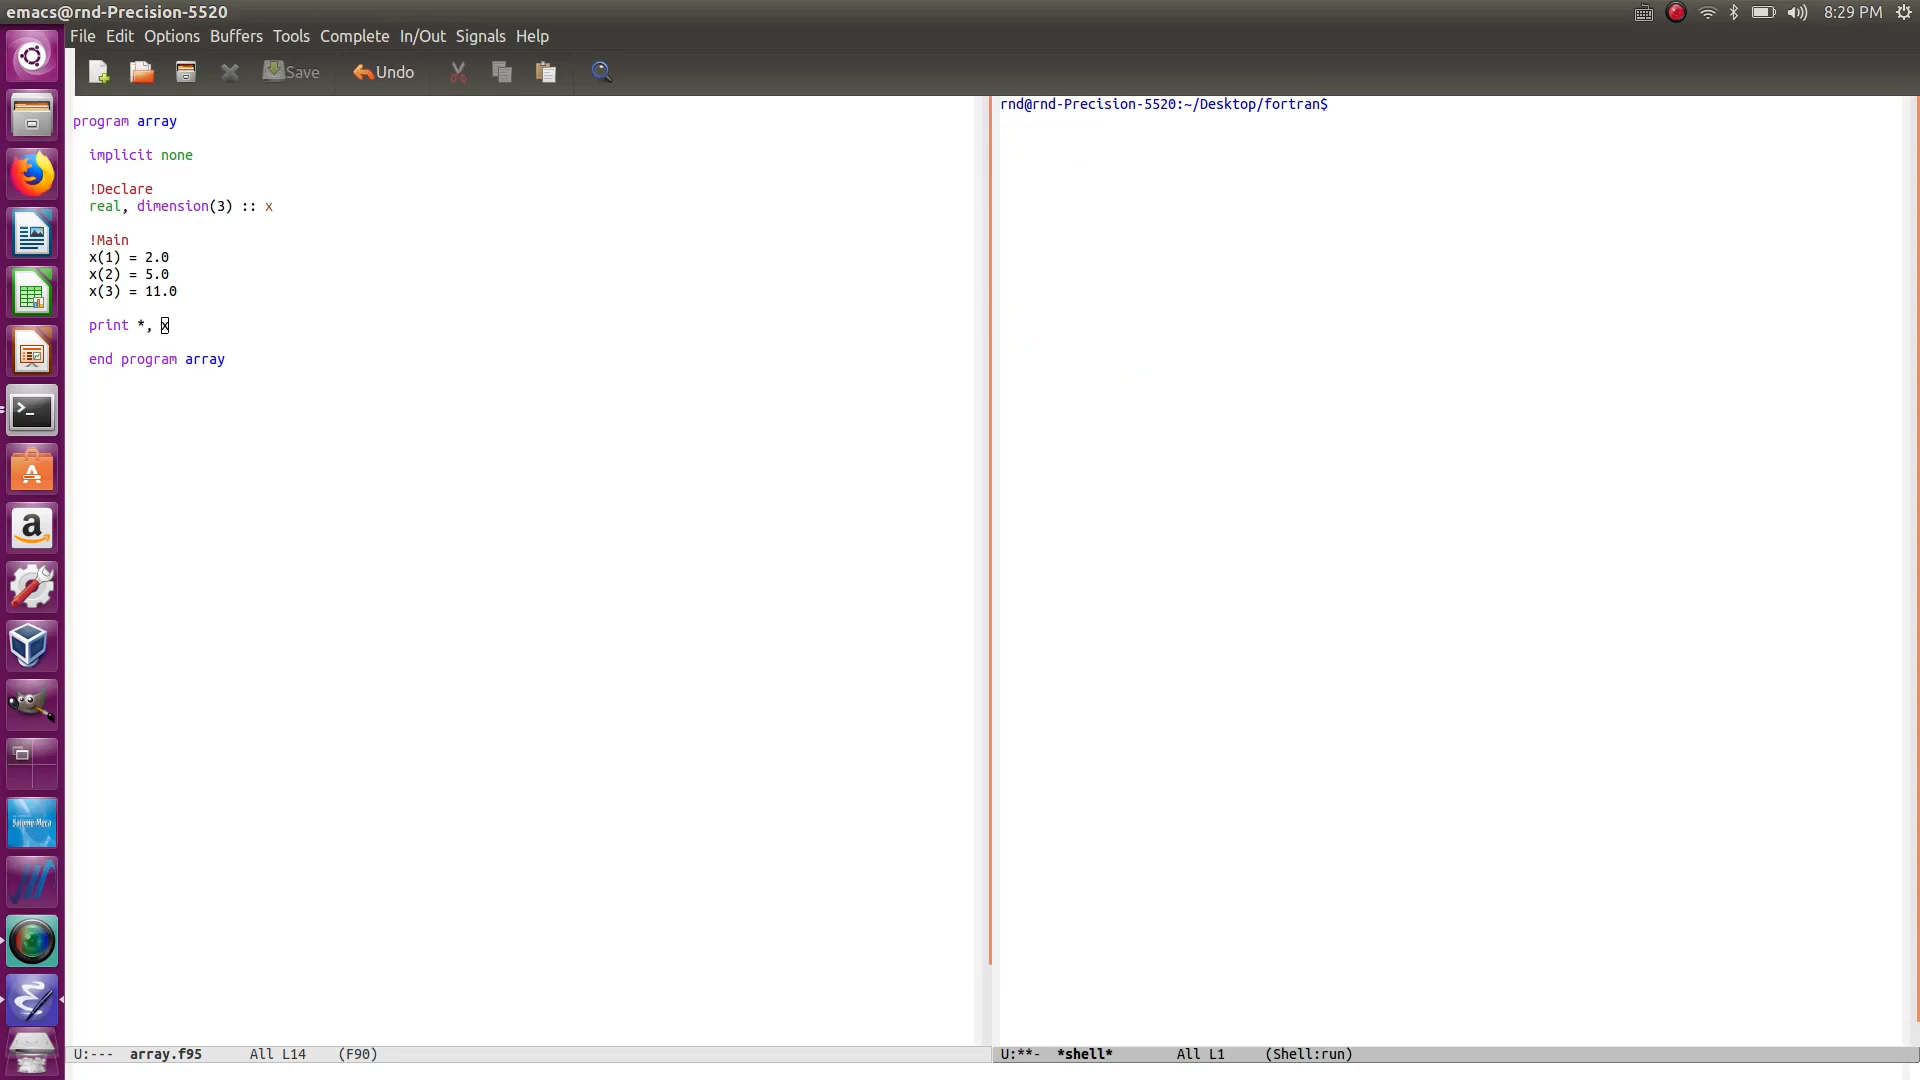 emacs@rnd-Precision-5520
8:29 PM
File Edit Options Buffers Tools Complete In/Out Signals Help
Save Undo
program array
implicit none
!Declare
real, dimension(3) :: x
!Main
x(1) = 2.0
x(2) = 5.0
x(3) = 11.0
print *, x
end program array
U:--- array.f95 All L14 (F90)
rnd@rnd-Precision-5520:~/Desktop/fortran$
U:**- *shell* All L1 (Shell:run)
Salome-Meca